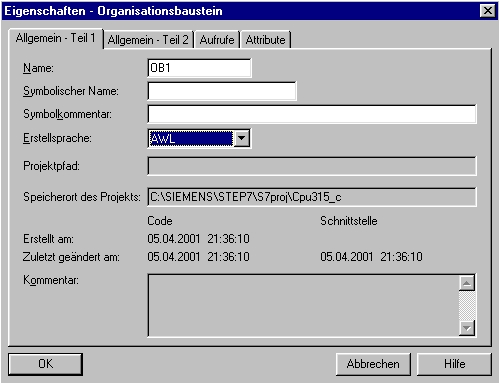 Eigenschaften - Organisationsbaustein
Allgemein - Teil 1 Allgemein - Teil 2 Aufrufe Attribute
Name: OB1
Symbolischer Name:
Symbolkommentar:
Erstellsprache: AWL
Projektpfad:
Speicherort des Projekts: C:\SIEMENS\STEP7\S7proj\Cpu315_c
Code Schnittstelle
Erstellt am: 05.04.2001 21:36:10
Zuletzt geändert am: 05.04.2001 21:36:10 05.04.2001 21:36:10
Kommentar:
OK Abbrechen Hilfe